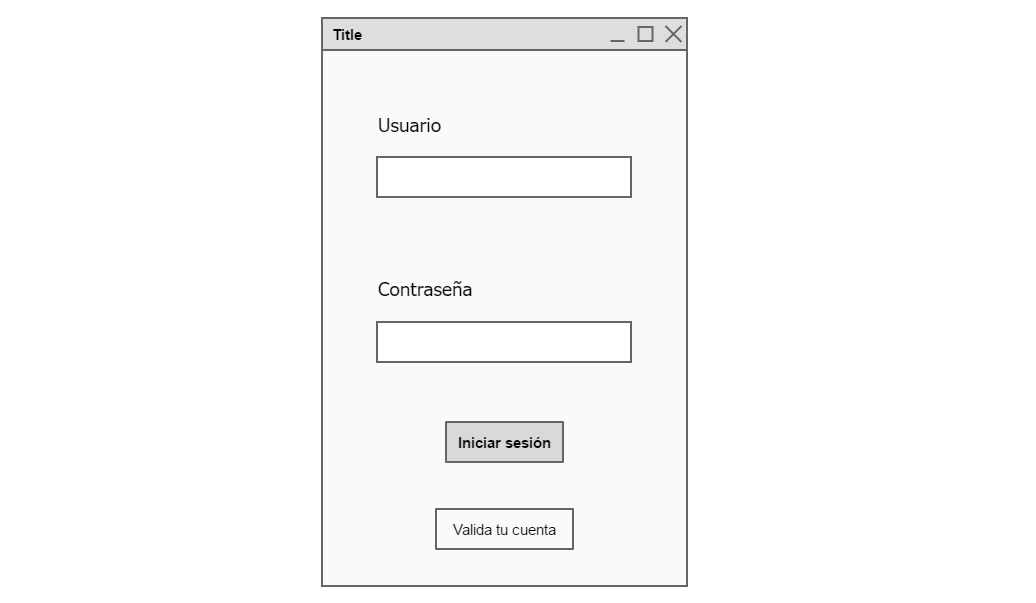 Title
Usuario
Contraseña
Iniciar sesión
Valida tu cuenta